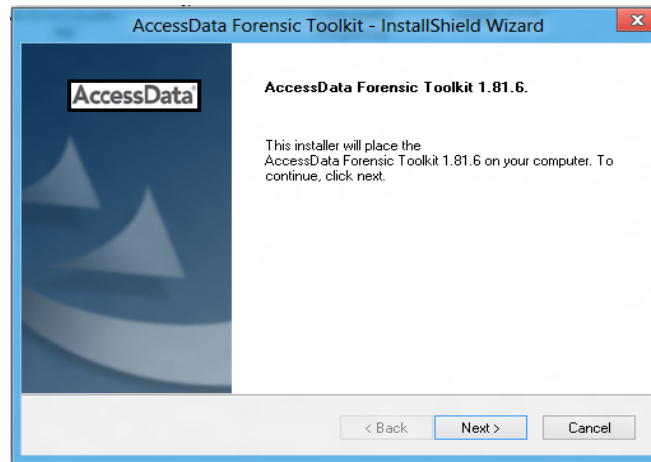 AccessData Forensic Toolkit - InstallShield Wizard
AccessData
AccessData Forensic Toolkit 1.81.6.
This installer will place the
AccessData Forensic Toolkit 1.81.6 on your computer. To
continue, click next.
< Back
Next >
Cancel